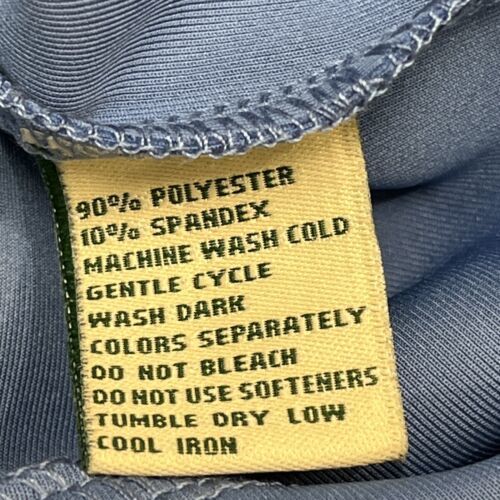 90% POLYESTER
10% SPANDEX
MACHINE WASH COLD
GENTLE CYCLE
WASH DARK
COLORS SEPARATELY
DO NOT BLEACH
DO NOT USE SOFTENERS
TUMBLE DRY LOW
COOL IRON